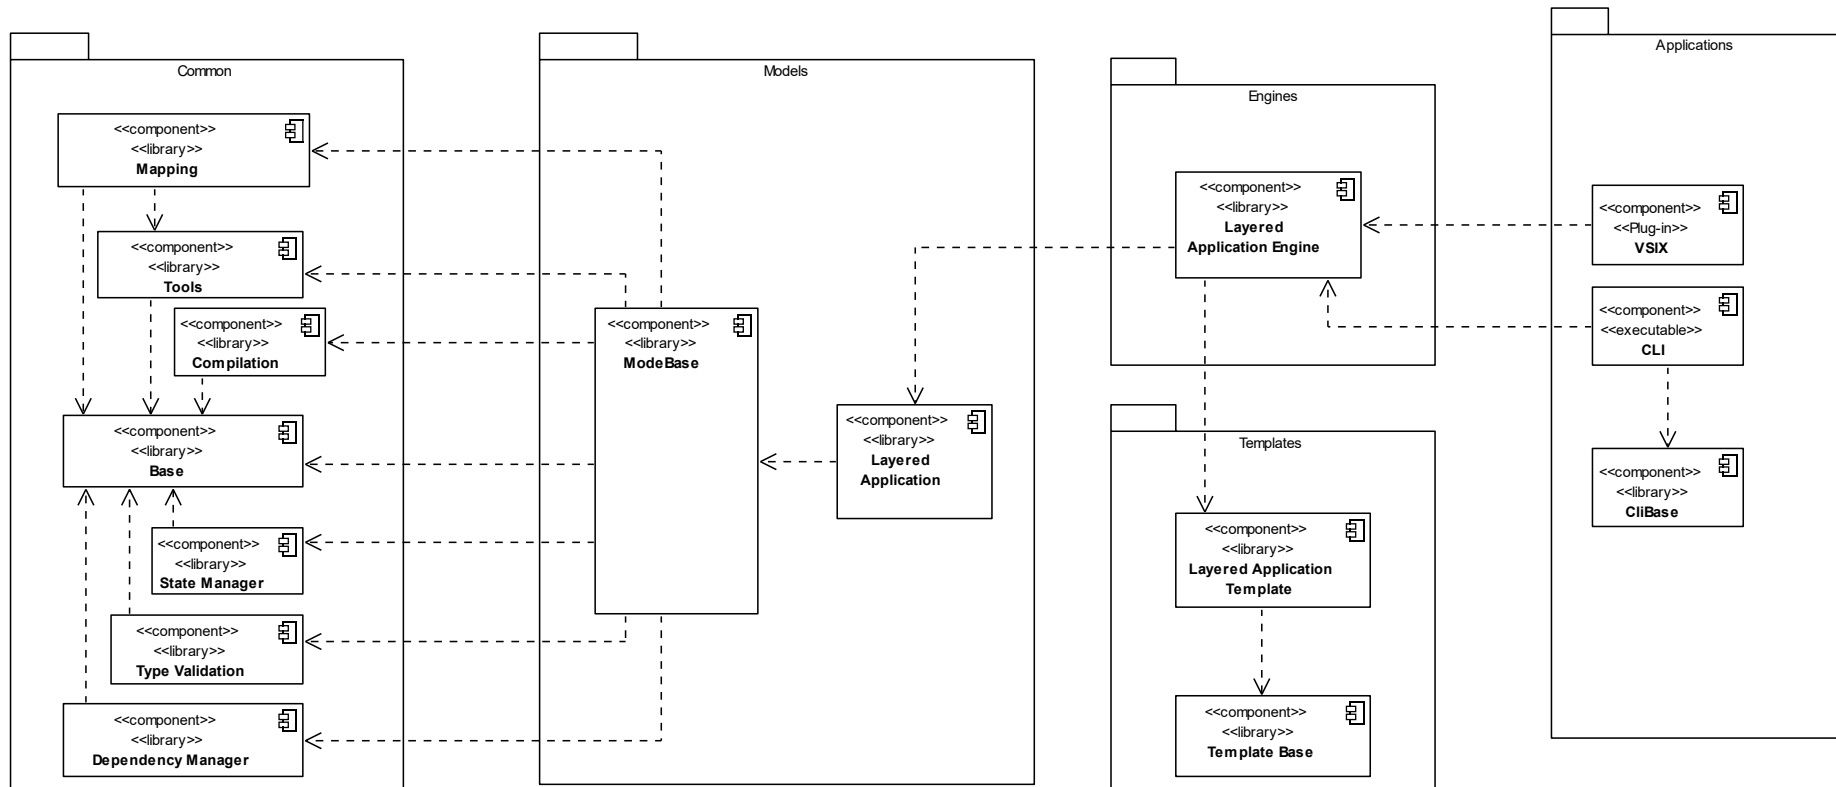 Common
<<component>>
<<library>>
Mapping
<<component>>
<<library>>
Tools
<<component>>
<<library>>
Compilation
<<component>>
<<library>>
Base
<<component>>
<<library>>
State Manager
<<component>>
<<library>>
Type Validation
<<component>>
<<library>>
Dependency Manager
Models
<<component>>
<<library>>
ModeBase
<<component>>
<<library>>
Layered
Application
Engines
<<component>>
<<library>>
Layered
Application Engine
Templates
<<component>>
<<library>>
Layered Application
Template
<<component>>
<<library>>
Template Base
Applications
<<component>>
<<Plug-in>>
VSIX
<<component>>
<<executable>>
CLI
<<component>>
<<library>>
CliBase